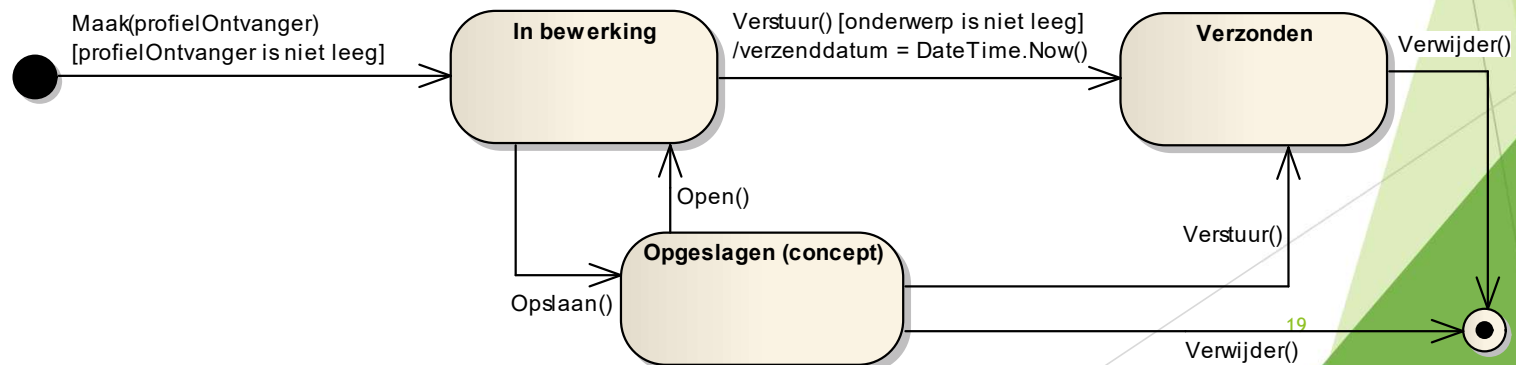 Maak(profielOntvanger)
[profielOntvanger is niet leeg]
In bewerking
Verstuur() [onderwerp is niet leeg]
/verzenddatum = DateTime.Now()
Verzonden
Verwijder()
Open()
Opgeslagen (concept)
Opslaan()
Verstuur()
19
Verwijder()